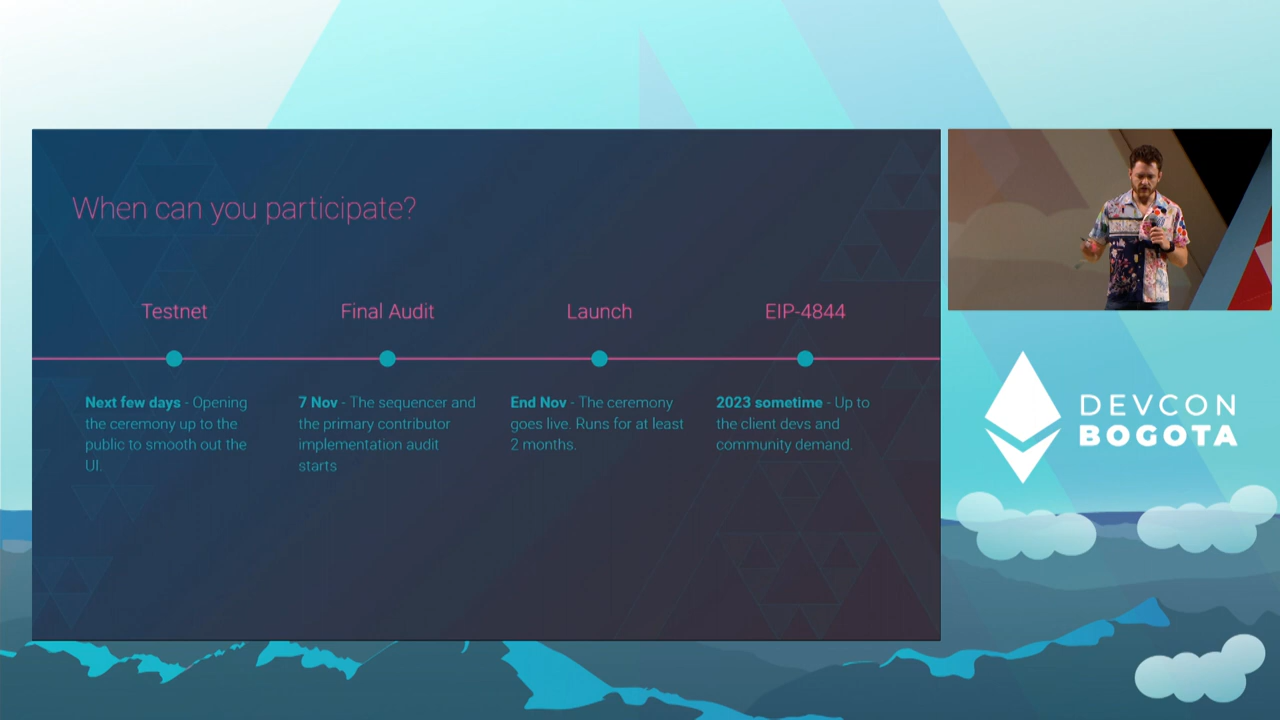 When can you participate?
Testnet
Next few days - Opening
the ceremony up to the
public to smooth out the
UI.
Final Audit
7 Nov - The sequencer and
the primary contributor
implementation audit
starts
Launch
End Nov - The ceremony
goes live. Runs for at least
2 months.
EIP-4844
2023 sometime - Up to
the client devs and
community demand.
DEVCON
BOGOTA